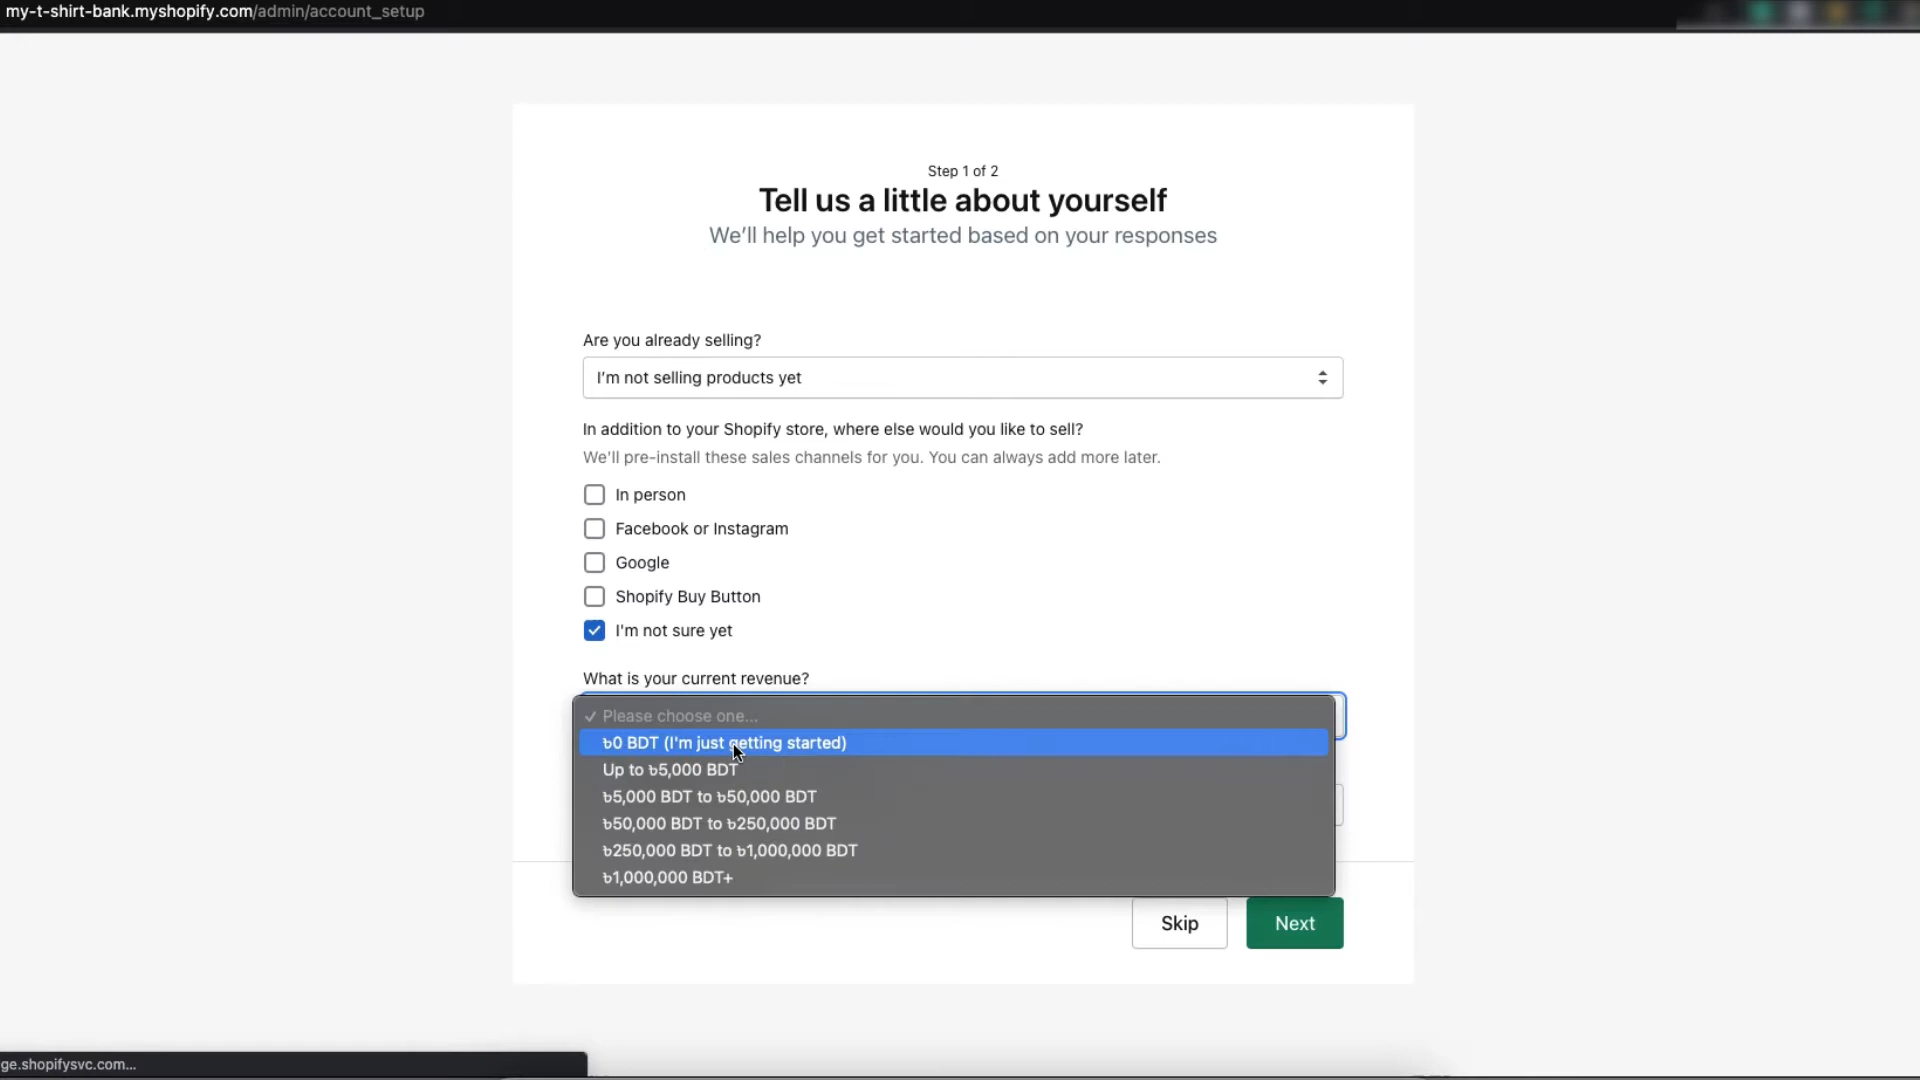 my-t-shirt-bank.myshopify.com/admin/account_setup
Step 1 of 2
Tell us a little about yourself
We’ll help you get started based on your responses
Are you already selling?
I’m not selling products yet
In addition to your Shopify store, where else would you like to sell?
We’ll pre-install these sales channels for you. You can always add more later.
In person
Facebook or Instagram
Google
Shopify Buy Button
I'm not sure yet
What is your current revenue?
✓ Please choose one...
৳0 BDT (I'm just getting started)
Up to ৳5,000 BDT
৳5,000 BDT to ৳50,000 BDT
৳50,000 BDT to ৳250,000 BDT
৳250,000 BDT to ৳1,000,000 BDT
৳1,000,000 BDT+
Skip
Next
ge.shopifysvc.com...